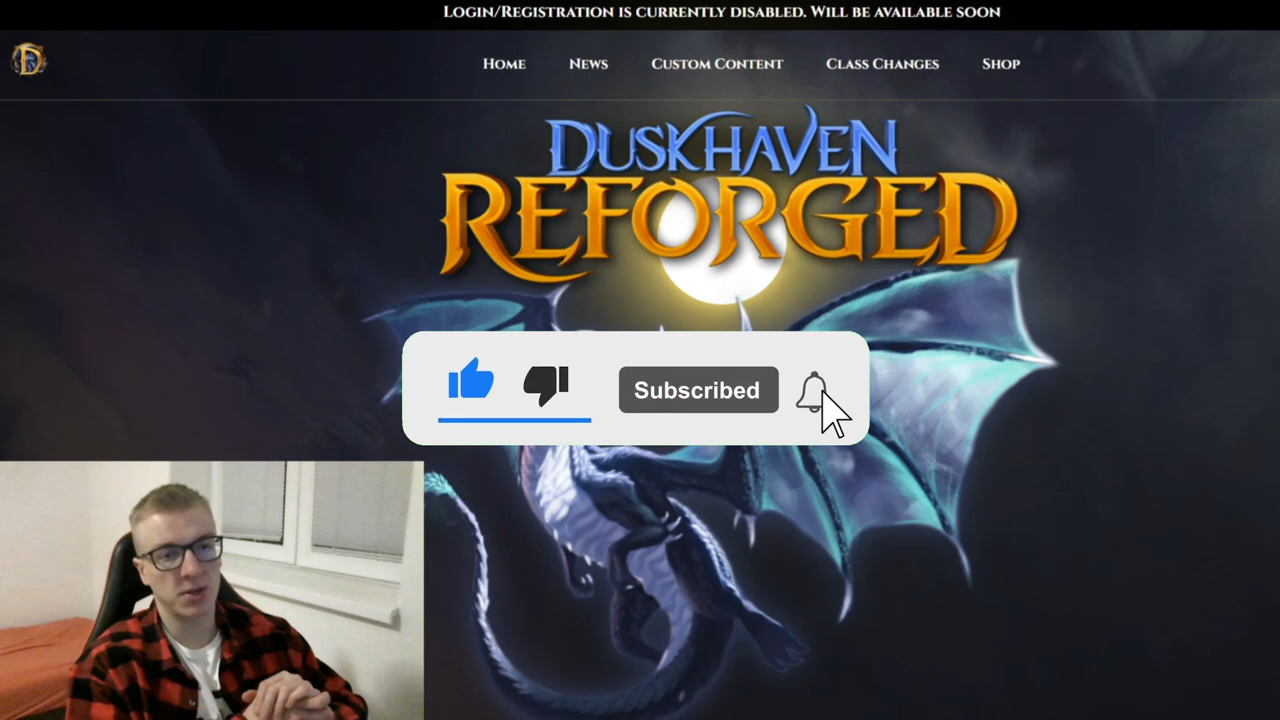 Login/Registration is currently disabled. Will be available soon
D
Home News Custom Content Class Changes Shop
Duskhaven
Reforged
Subscribed